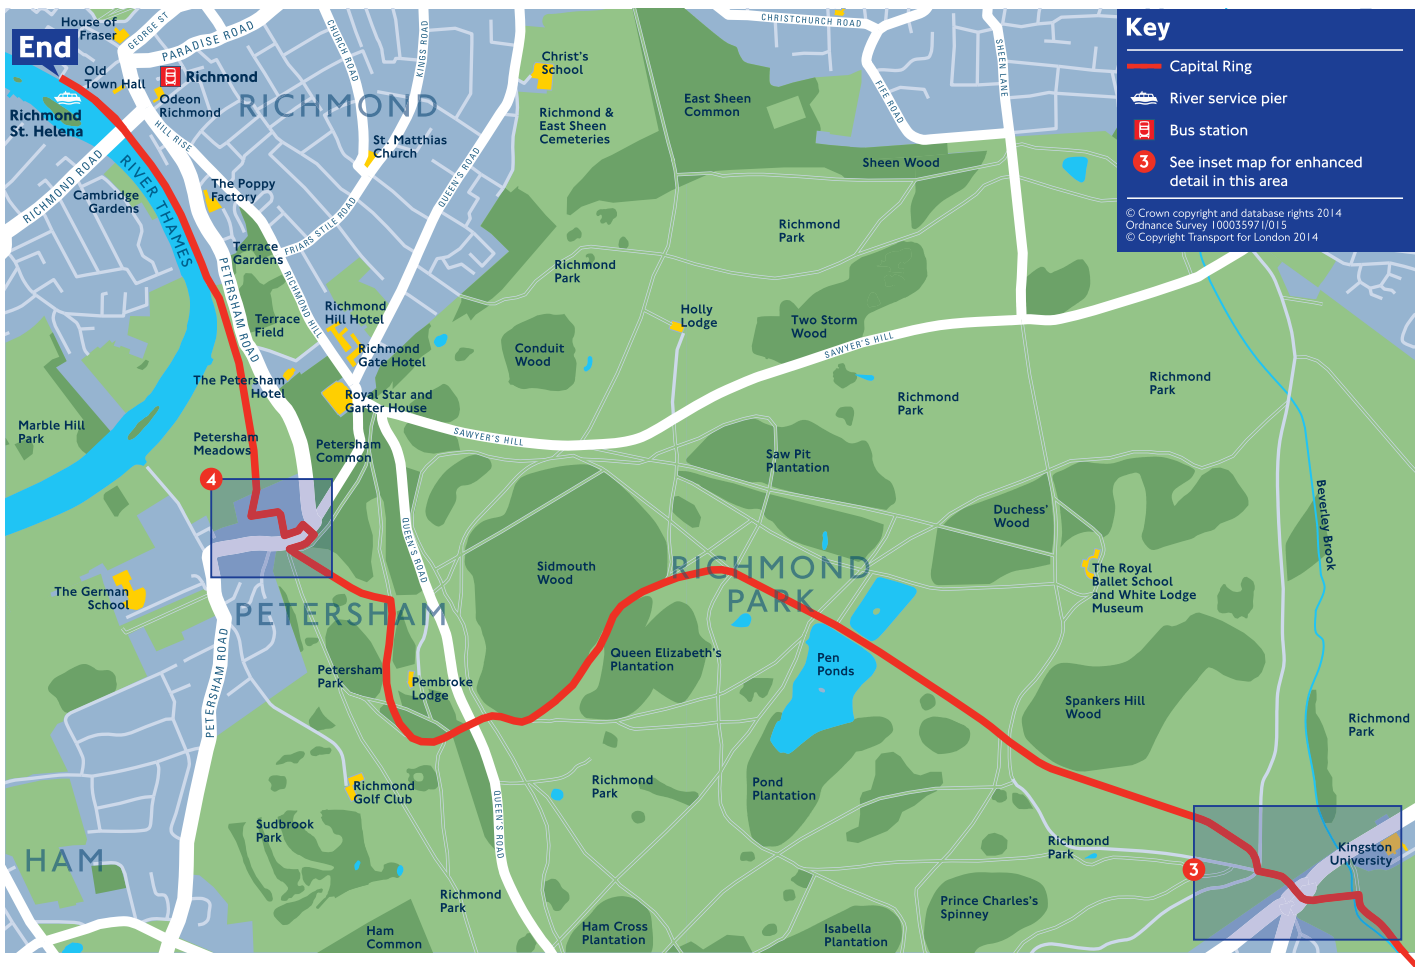 House of
Fraser
GEORGE ST
PARADISE ROAD
CHURCH ROAD
KINGS ROAD
CHRISTCHURCH ROAD
SHEEN LANE
FIFE ROAD
End
Old
Town Hall
Richmond
Odeon
Richmond
RICHMOND
Christ's
School
Richmond &
East Sheen
Cemeteries
East Sheen
Common
Richmond
St. Helena
HILL RISE
St. Matthias
Church
Sheen Wood
RICHMOND ROAD
RIVER THAMES
Cambridge
Gardens
The Poppy
Factory
QUEEN'S ROAD
FRIARS STILE ROAD
Richmond
Park
Terrace
Gardens
PETERSHAM ROAD
RICHMOND HILL
Richmond
Park
Terrace
Field
Richmond
Hill Hotel
Richmond
Gate Hotel
Holly
Lodge
Two Storm
Wood
Conduit
Wood
SAWYER'S HILL
The Petersham
Hotel
Royal Star and
Garter House
Richmond
Park
Richmond
Park
Marble Hill
Park
Petersham
Meadows
Petersham
Common
SAWYER'S HILL
Saw Pit
Plantation
4
Duchess'
Wood
Beverley Brook
QUEEN'S ROAD
Sidmouth
Wood
RICHMOND
PARK
The Royal
Ballet School
and White Lodge
Museum
The German
School
PETERSHAM
PETERSHAM ROAD
Petersham
Park
Pembroke
Lodge
Queen Elizabeth's
Plantation
Pen
Ponds
Spankers Hill
Wood
Richmond
Park
Richmond
Golf Club
Richmond
Park
Pond
Plantation
QUEEN'S ROAD
Sudbrook
Park
HAM
Richmond
Park
Kingston
University
3
Richmond
Park
Prince Charles's
Spinney
Ham
Common
Ham Cross
Plantation
Isabella
Plantation
Key
Capital Ring
River service pier
Bus station
3
See inset map for enhanced
detail in this area
© Crown copyright and database rights 2014
Ordnance Survey 100035971/015
© Copyright Transport for London 2014